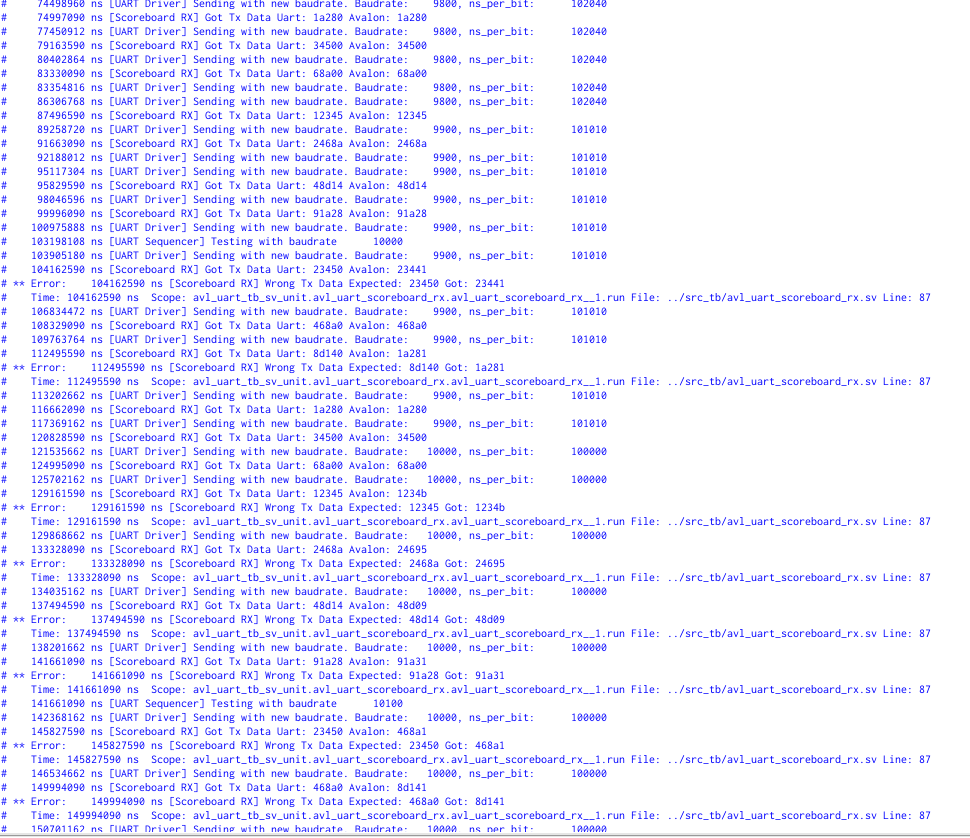 #     74498960 ns [UART Driver] Sending with new baudrate. Baudrate:    9800, ns_per_bit:      102040
#     74997090 ns [Scoreboard RX] Got Tx Data Uart: 1a280 Avalon: 1a280
#     77450912 ns [UART Driver] Sending with new baudrate. Baudrate:    9800, ns_per_bit:      102040
#     79163590 ns [Scoreboard RX] Got Tx Data Uart: 34500 Avalon: 34500
#     80402864 ns [UART Driver] Sending with new baudrate. Baudrate:    9800, ns_per_bit:      102040
#     83330090 ns [Scoreboard RX] Got Tx Data Uart: 68a00 Avalon: 68a00
#     83354816 ns [UART Driver] Sending with new baudrate. Baudrate:    9800, ns_per_bit:      102040
#     86306768 ns [UART Driver] Sending with new baudrate. Baudrate:    9800, ns_per_bit:      102040
#     87496590 ns [Scoreboard RX] Got Tx Data Uart: 12345 Avalon: 12345
#     89258720 ns [UART Driver] Sending with new baudrate. Baudrate:    9900, ns_per_bit:      101010
#     91663090 ns [Scoreboard RX] Got Tx Data Uart: 2468a Avalon: 2468a
#     92188012 ns [UART Driver] Sending with new baudrate. Baudrate:    9900, ns_per_bit:      101010
#     95117304 ns [UART Driver] Sending with new baudrate. Baudrate:    9900, ns_per_bit:      101010
#     95829590 ns [Scoreboard RX] Got Tx Data Uart: 48d14 Avalon: 48d14
#     98046596 ns [UART Driver] Sending with new baudrate. Baudrate:    9900, ns_per_bit:      101010
#     99996090 ns [Scoreboard RX] Got Tx Data Uart: 91a28 Avalon: 91a28
#    100975888 ns [UART Driver] Sending with new baudrate. Baudrate:    9900, ns_per_bit:      101010
#    103198108 ns [UART Sequencer] Testing with baudrate      10000
#    103905180 ns [UART Driver] Sending with new baudrate. Baudrate:    9900, ns_per_bit:      101010
#    104162590 ns [Scoreboard RX] Got Tx Data Uart: 23450 Avalon: 23441
# ** Error:    104162590 ns [Scoreboard RX] Wrong Tx Data Expected: 23450 Got: 23441
#    Time: 104162590 ns  Scope: avl_uart_tb_sv_unit.avl_uart_scoreboard_rx.avl_uart_scoreboard_rx__1.run File: ../src_tb/avl_uart_scoreboard_rx.sv Line: 87
#    106834472 ns [UART Driver] Sending with new baudrate. Baudrate:    9900, ns_per_bit:      101010
#    108329090 ns [Scoreboard RX] Got Tx Data Uart: 468a0 Avalon: 468a0
#    109763764 ns [UART Driver] Sending with new baudrate. Baudrate:    9900, ns_per_bit:      101010
#    112495590 ns [Scoreboard RX] Got Tx Data Uart: 8d140 Avalon: 1a281
# ** Error:    112495590 ns [Scoreboard RX] Wrong Tx Data Expected: 8d140 Got: 1a281
#    Time: 112495590 ns  Scope: avl_uart_tb_sv_unit.avl_uart_scoreboard_rx.avl_uart_scoreboard_rx__1.run File: ../src_tb/avl_uart_scoreboard_rx.sv Line: 87
#    113202662 ns [UART Driver] Sending with new baudrate. Baudrate:    9900, ns_per_bit:      101010
#    116662090 ns [Scoreboard RX] Got Tx Data Uart: 1a280 Avalon: 1a280
#    117369162 ns [UART Driver] Sending with new baudrate. Baudrate:    9900, ns_per_bit:      101010
#    120828590 ns [Scoreboard RX] Got Tx Data Uart: 34500 Avalon: 34500
#    121535662 ns [UART Driver] Sending with new baudrate. Baudrate:   10000, ns_per_bit:      100000
#    124995090 ns [Scoreboard RX] Got Tx Data Uart: 68a00 Avalon: 68a00
#    125702162 ns [UART Driver] Sending with new baudrate. Baudrate:   10000, ns_per_bit:      100000
#    129161590 ns [Scoreboard RX] Got Tx Data Uart: 12345 Avalon: 1234b
# ** Error:    129161590 ns [Scoreboard RX] Wrong Tx Data Expected: 12345 Got: 1234b
#    Time: 129161590 ns  Scope: avl_uart_tb_sv_unit.avl_uart_scoreboard_rx.avl_uart_scoreboard_rx__1.run File: ../src_tb/avl_uart_scoreboard_rx.sv Line: 87
#    129868662 ns [UART Driver] Sending with new baudrate. Baudrate:   10000, ns_per_bit:      100000
#    133328090 ns [Scoreboard RX] Got Tx Data Uart: 2468a Avalon: 24695
# ** Error:    133328090 ns [Scoreboard RX] Wrong Tx Data Expected: 2468a Got: 24695
#    Time: 133328090 ns  Scope: avl_uart_tb_sv_unit.avl_uart_scoreboard_rx.avl_uart_scoreboard_rx__1.run File: ../src_tb/avl_uart_scoreboard_rx.sv Line: 87
#    134035162 ns [UART Driver] Sending with new baudrate. Baudrate:   10000, ns_per_bit:      100000
#    137494590 ns [Scoreboard RX] Got Tx Data Uart: 48d14 Avalon: 48d09
# ** Error:    137494590 ns [Scoreboard RX] Wrong Tx Data Expected: 48d14 Got: 48d09
#    Time: 137494590 ns  Scope: avl_uart_tb_sv_unit.avl_uart_scoreboard_rx.avl_uart_scoreboard_rx__1.run File: ../src_tb/avl_uart_scoreboard_rx.sv Line: 87
#    138201662 ns [UART Driver] Sending with new baudrate. Baudrate:   10000, ns_per_bit:      100000
#    141661090 ns [Scoreboard RX] Got Tx Data Uart: 91a28 Avalon: 91a31
# ** Error:    141661090 ns [Scoreboard RX] Wrong Tx Data Expected: 91a28 Got: 91a31
#    Time: 141661090 ns  Scope: avl_uart_tb_sv_unit.avl_uart_scoreboard_rx.avl_uart_scoreboard_rx__1.run File: ../src_tb/avl_uart_scoreboard_rx.sv Line: 87
#    141661090 ns [UART Sequencer] Testing with baudrate      10100
#    142368162 ns [UART Driver] Sending with new baudrate. Baudrate:   10000, ns_per_bit:      100000
#    145827590 ns [Scoreboard RX] Got Tx Data Uart: 23450 Avalon: 468a1
# ** Error:    145827590 ns [Scoreboard RX] Wrong Tx Data Expected: 23450 Got: 468a1
#    Time: 145827590 ns  Scope: avl_uart_tb_sv_unit.avl_uart_scoreboard_rx.avl_uart_scoreboard_rx__1.run File: ../src_tb/avl_uart_scoreboard_rx.sv Line: 87
#    146534662 ns [UART Driver] Sending with new baudrate. Baudrate:   10000, ns_per_bit:      100000
#    149994090 ns [Scoreboard RX] Got Tx Data Uart: 468a0 Avalon: 8d141
# ** Error:    149994090 ns [Scoreboard RX] Wrong Tx Data Expected: 468a0 Got: 8d141
#    Time: 149994090 ns  Scope: avl_uart_tb_sv_unit.avl_uart_scoreboard_rx.avl_uart_scoreboard_rx__1.run File: ../src_tb/avl_uart_scoreboard_rx.sv Line: 87
#    150701162 ns [UART Driver] Sending with new baudrate. Baudrate:   10000, ns_per_bit:      100000